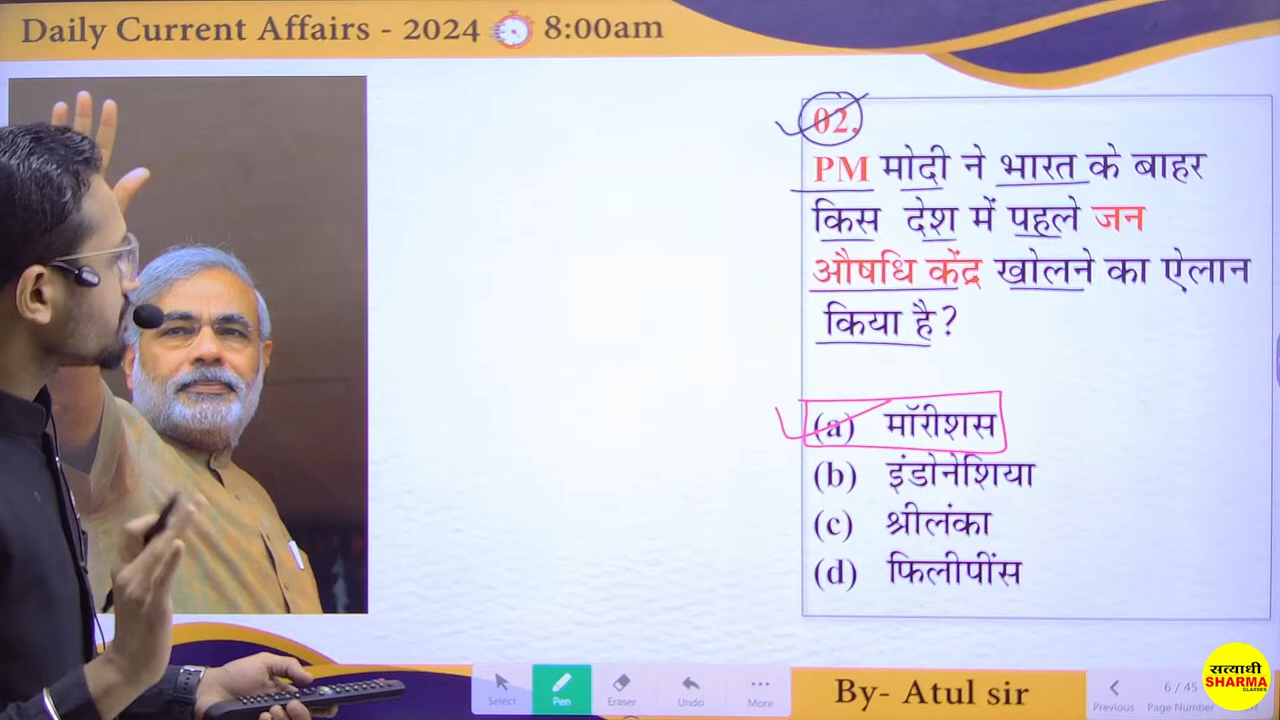 Daily Current Affairs - 2024 8:00am
02.
PM मोदी ने भारत के बाहर
किस देश में पहले जन
औषधि केंद्र खोलने का ऐलान
किया है?
(a) मॉरीशस
(b) इंडोनेशिया
(c) श्रीलंका
(d) फिलीपींस
Select
Pen
Eraser
Undo
More
By- Atul sir
Previous
6 / 45
Page Number
सत्याधी
SHARMA
CLASSES